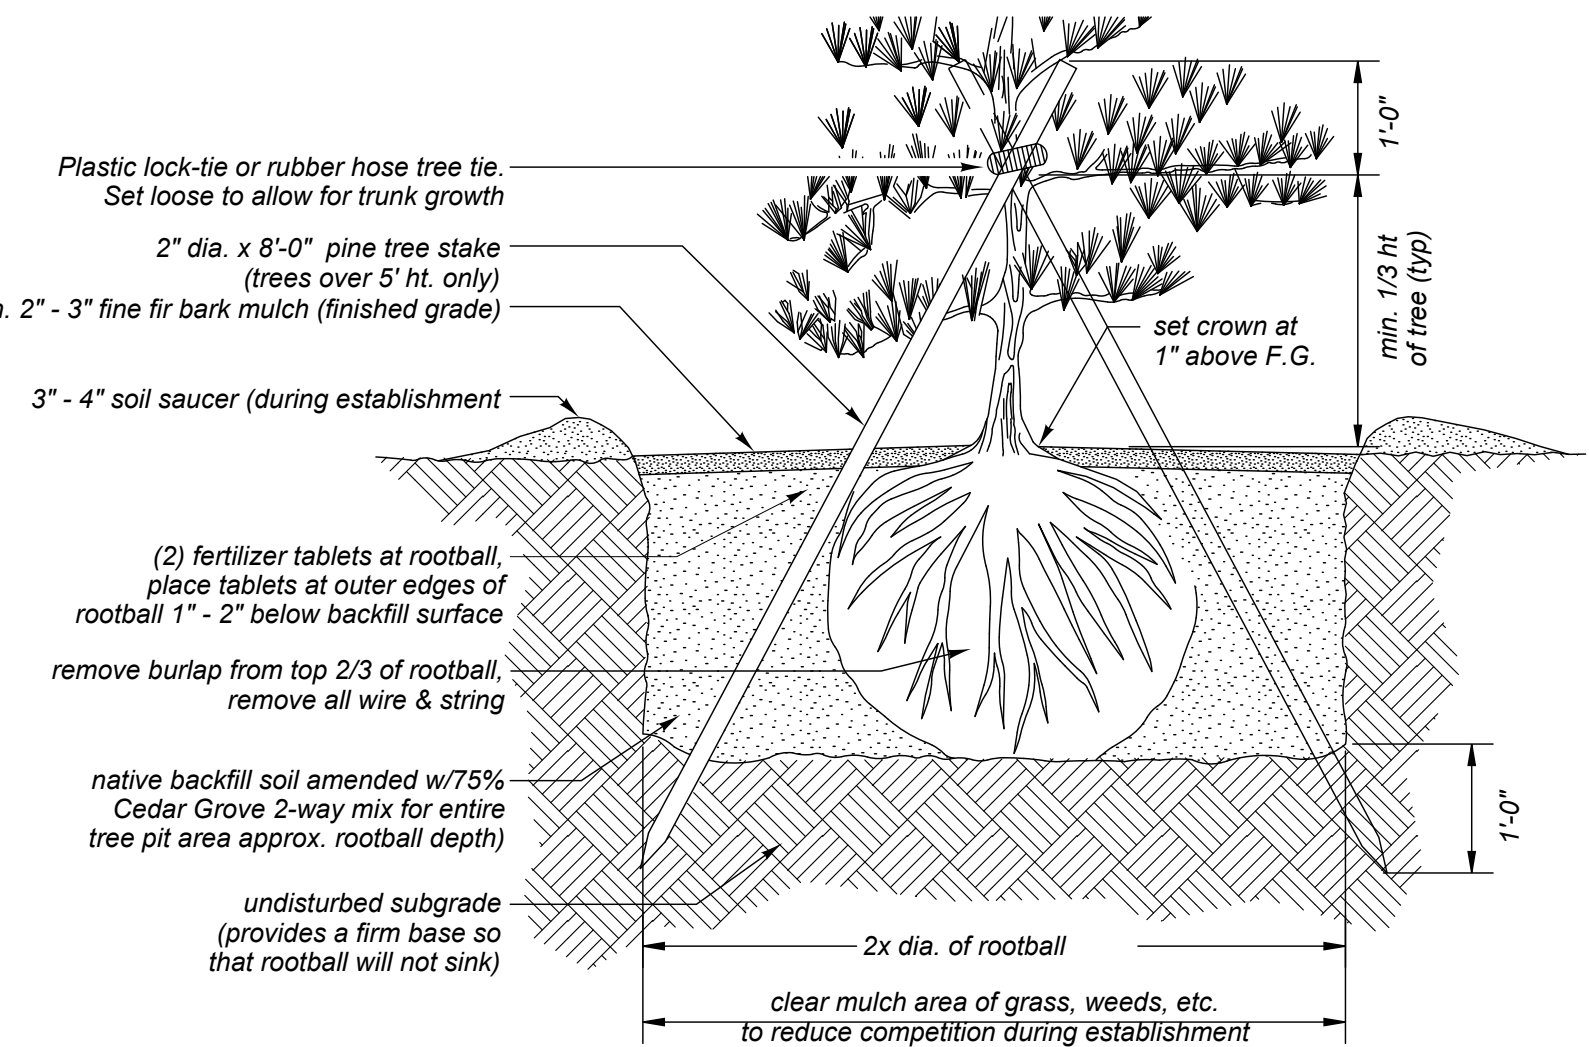 Plastic lock-tie or rubber hose tree tie.
Set loose to allow for trunk growth
2" dia. x 8'-0" pine tree stake
(trees over 5' ht. only)
2" - 3" fine fir bark mulch (finished grade)
3" - 4" soil saucer (during establishment
(2) fertilizer tablets at rootball,
place tablets at outer edges of
rootball 1" - 2" below backfill surface
remove burlap from top 2/3 of rootball,
remove all wire & string
native backfill soil amended w/75%
Cedar Grove 2-way mix for entire
tree pit area approx. rootball depth)
undisturbed subgrade
(provides a firm base so
that rootball will not sink)
1'-0"
min. 1/3 ht
of tree (typ)
set crown at
1" above F.G.
1'-0"
2x dia. of rootball
clear mulch area of grass, weeds, etc.
to reduce competition during establishment